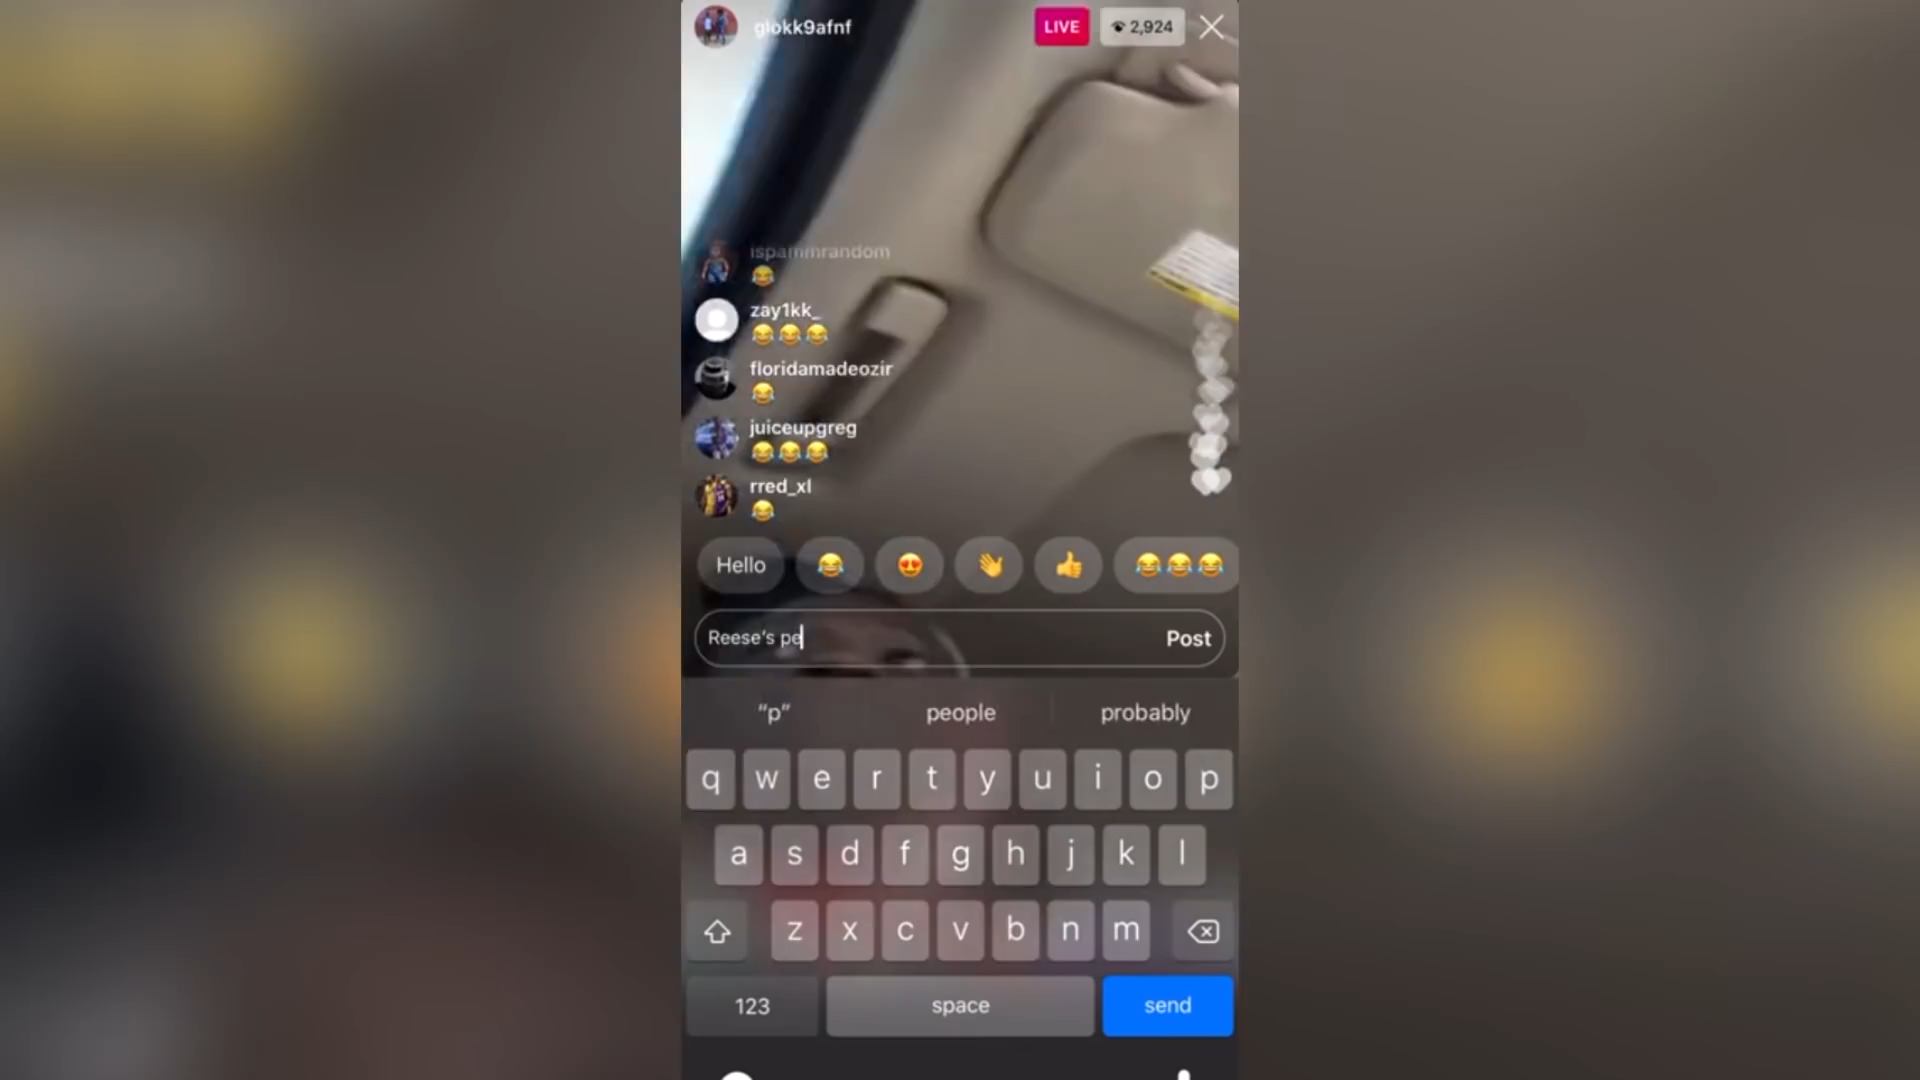 glokk9afnf LIVE 2,924
ispammrandom
😂
zay1kk_
😂😂😂
floridamadeozir
😂
juiceupgreg
😂😂😂
rred_xl
😂
Hello 😂 😍 👋 👍 😂😂😂
Reese's pe Post
“p” people probably
q w e r t y u i o p
a s d f g h j k l
z x c v b n m
123 space send